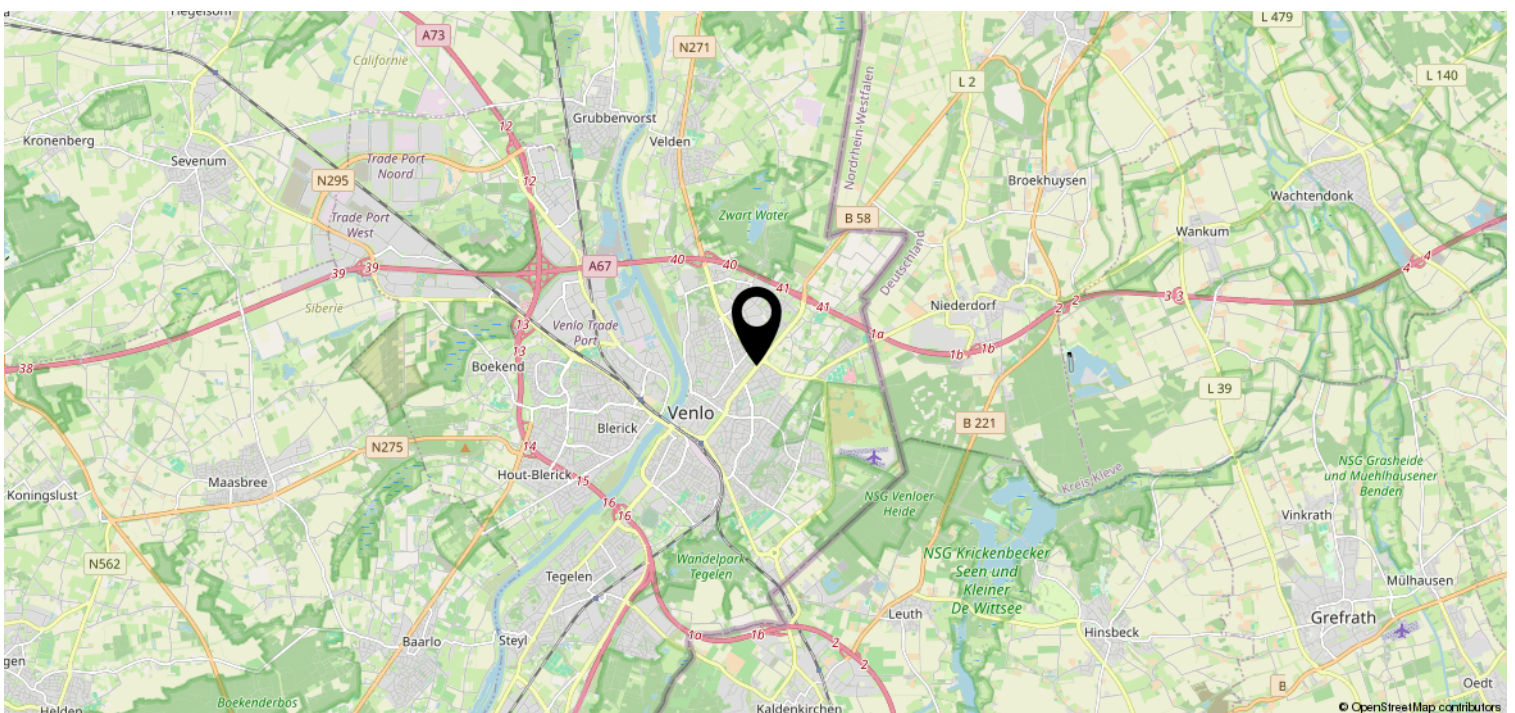 Hegelsom
L 479
A73
N271
Californie
L 2
L 140
Nordrhein-Westfalen
Grubbenvorst
12
Kronenberg
Velden
Sevenum
Trade Port
Noord
N295
12
Broekhuysen
Wachtendonk
Trade Port
West
Zwart Water
B 58
Wankum
Deutschland
39
39
A67
40
40
4
4
41
41
Siberie
Niederdorf
2
2
3
3
13
Venlo Trade
Port
1a
1b
1b
13
38
Boekend
L 39
Venlo
Blerick
B 221
14
N275
Hout-Blerick
15
Maasbree
Koningslust
Kreis Kleve
NSG Grasheide
und Muehlhausener
Benden
16
16
NSG Venloer
Heide
Vinkrath
N562
NSG Krickenbecker
Seen und
Kleiner
De Wittsee
Wandelpark
Tegelen
Tegelen
Mülhausen
Leuth
Grefrath
Baarlo
Steyl
1a
1b
2
2
Hinsbeck
gen
B
Oedt
Boekenderbos
Helden
Kaldenkirchen
© OpenStreetMap contributors